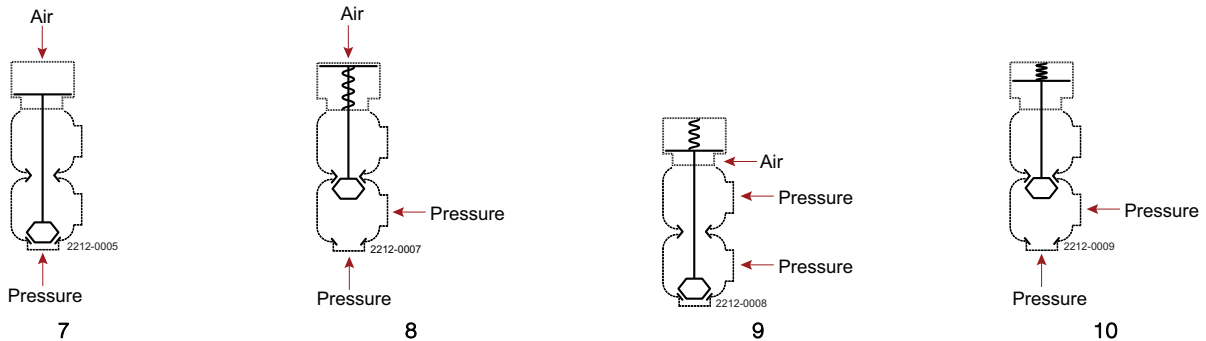 Air
2212-0005
Pressure
7
Air
Pressure
2212-0007
Pressure
8
Air
Pressure
Pressure
2212-0008
9
Pressure
2212-0009
Pressure
10